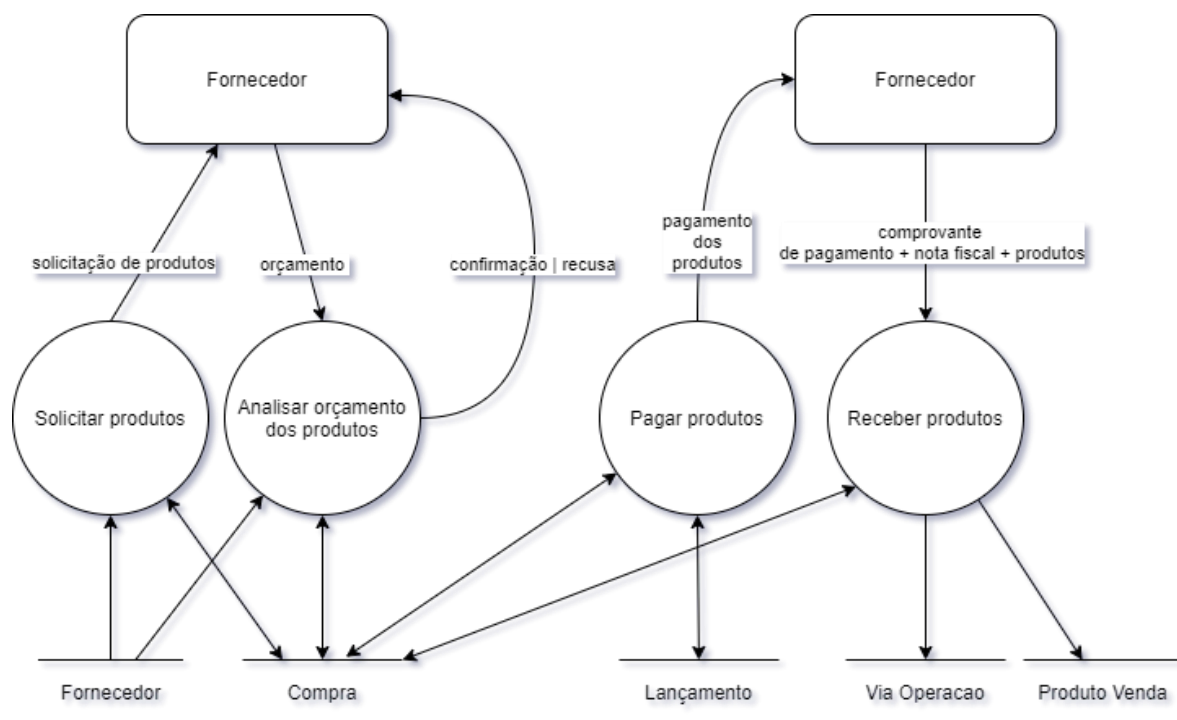 Fornecedor
Fornecedor
pagamento
dos
produtos
comprovante
de pagamento + nota fiscal + produtos
solicitação de produtos
orçamento
confirmação | recusa
Solicitar produtos
Analisar orçamento
dos produtos
Pagar produtos
Receber produtos
Fornecedor
Compra
Lançamento
Via Operacao
Produto Venda